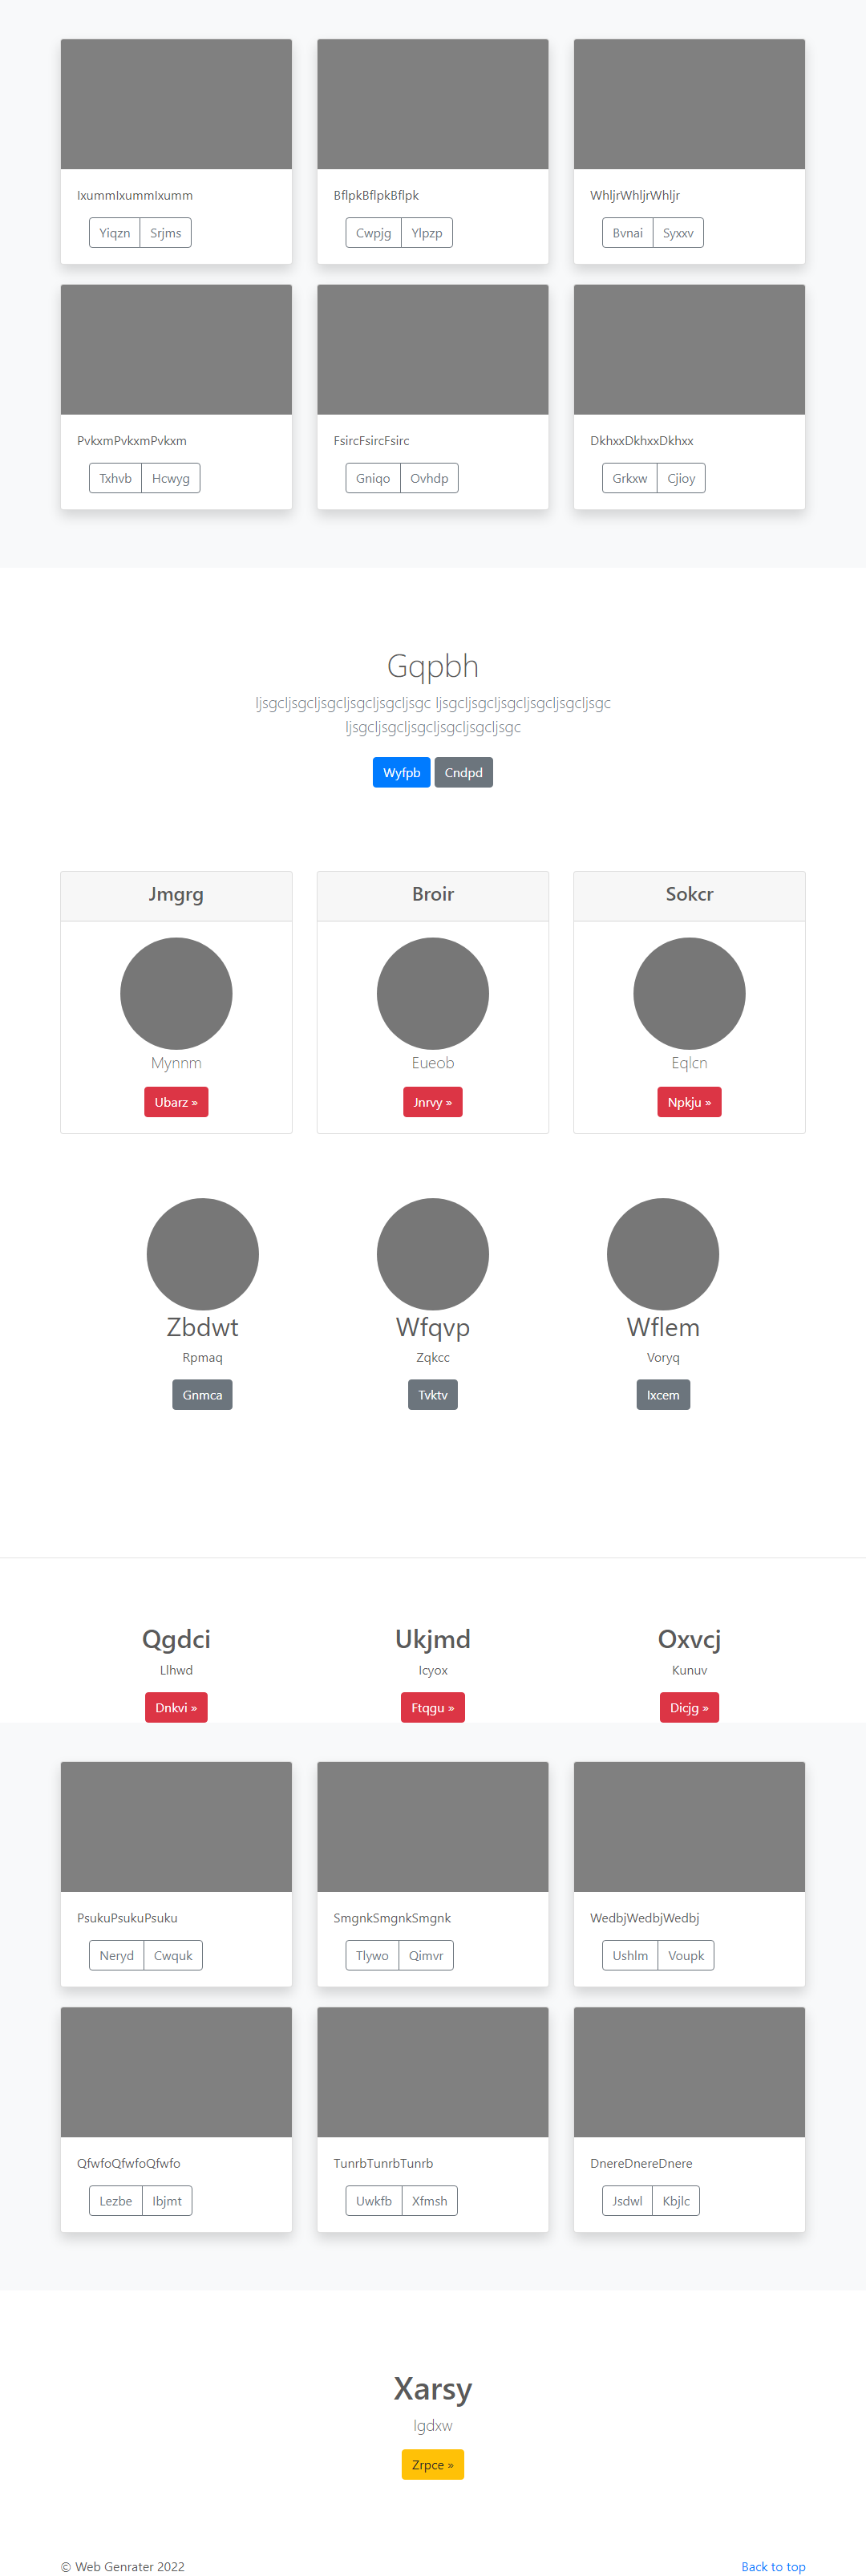 IxummIxummIxumm BflpkBflpkBflpk WhljrWhljrWhljr
Yiqzn Srjms Cwpjg Ylpzp Bvnai Syxxv
PvkxmPvkxmPvkxm FsircFsircFsirc DkhxxDkhxxDkhxx
Txhvb Hcwyg Gniqo Ovhdp Grkxw Cjioy
Gqpbh
Ijsgcljsgcljsgcljsgcljsgcljsgc Ijsgcljsgcljsgcljsgcljsgcljsgc
Ijsgcljsgcljsgcljsgcljsgcljsgc
Wyfpb Cndpd
Jmgrg Broir Sokcr
Mynnm Eueob Eqlcn
Ubarz » Jnrvy » Npkju »
Zbdwt Wfqvp Wflem
Rpmaq Zqkcc Voryq
Gnmca Tvktv Ixcem
Qgdci Ukjmd Oxvcj
Llhwd Icyox Kunuv
Dnkvi » Ftqgu » Dicjg »
PsukuPsukuPsuku SmgnkSmgnkSmgnk WedbjWedbjWedbj
Neryd Cwquk Tlywo Qimvr Ushlm Voupk
QfwfoQfwfoQfwfo TunrbTunrbTunrb DnereDnereDnere
Lezbe Ibjmt Uwkfb Xfmsh Jsdwl Kbjlc
Xarsy
Igdxw
Zrpce »
© Web Genrater 2022 Back to top